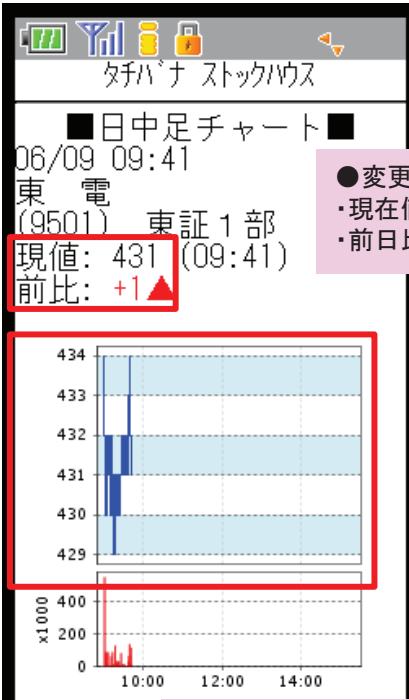 タチバナ ストックハウス
■日中足チャート■
06/09 09:41
東　電
(9501)　東証１部
現値: 431 (09:41)
前比: +1▲
●変更
・現在
・前日
434
433
432
431
430
429
x1000
400
200
0
10:00 12:00 14:00